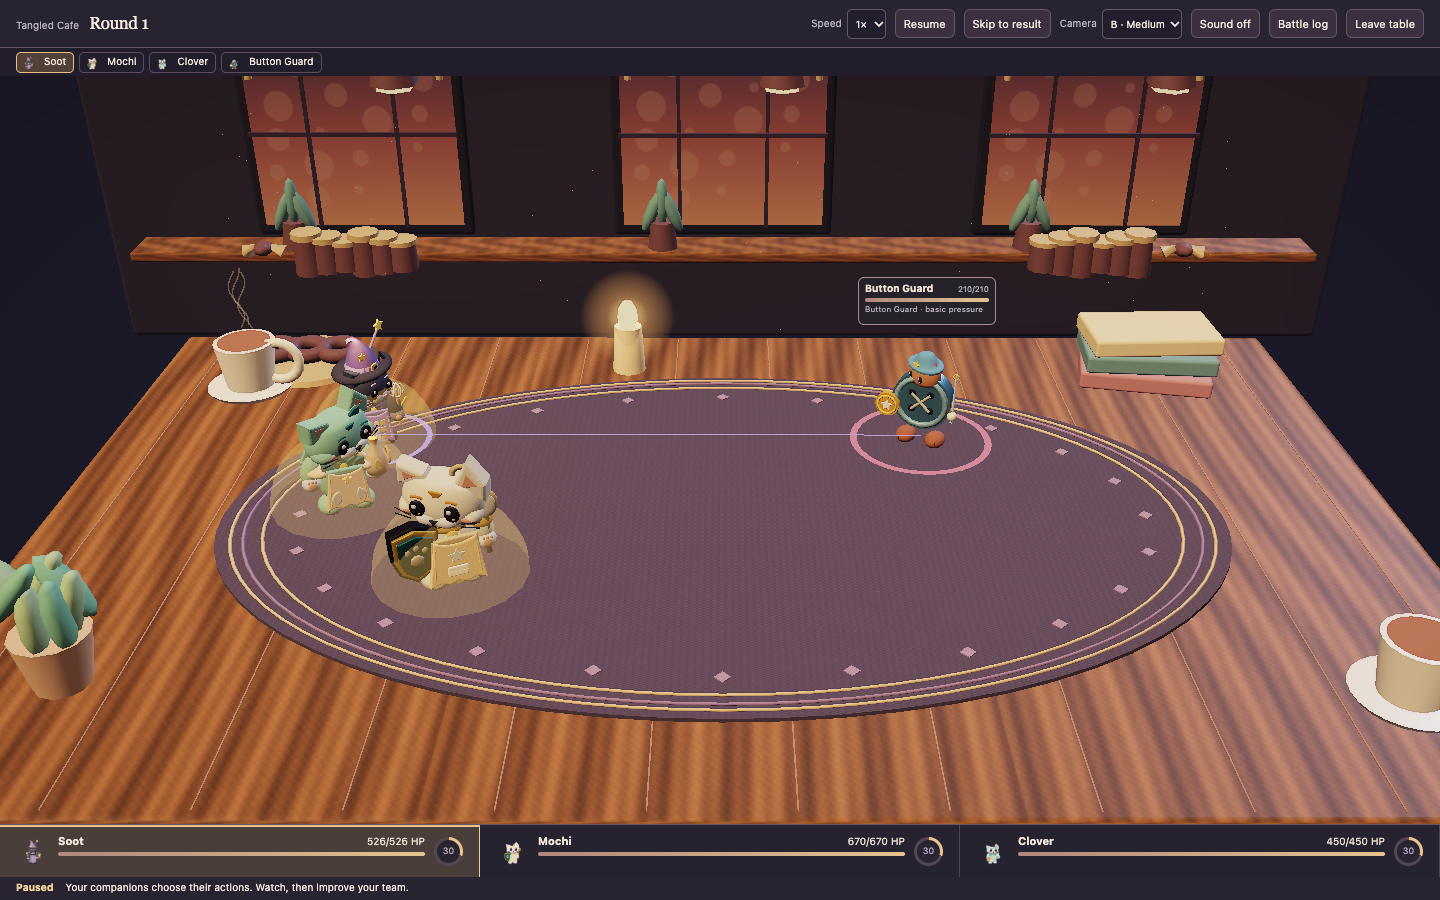 Tangled Cafe Round 1
Speed 1x Resume Skip to result Camera B · Medium Sound off Battle log Leave table
Soot Mochi Clover Button Guard
Button Guard 210/210
Button Guard · basic pressure
Soot 526/526 HP 30
Mochi 670/670 HP 30
Clover 450/450 HP 30
Paused Your companions choose their actions. Watch, then improve your team.